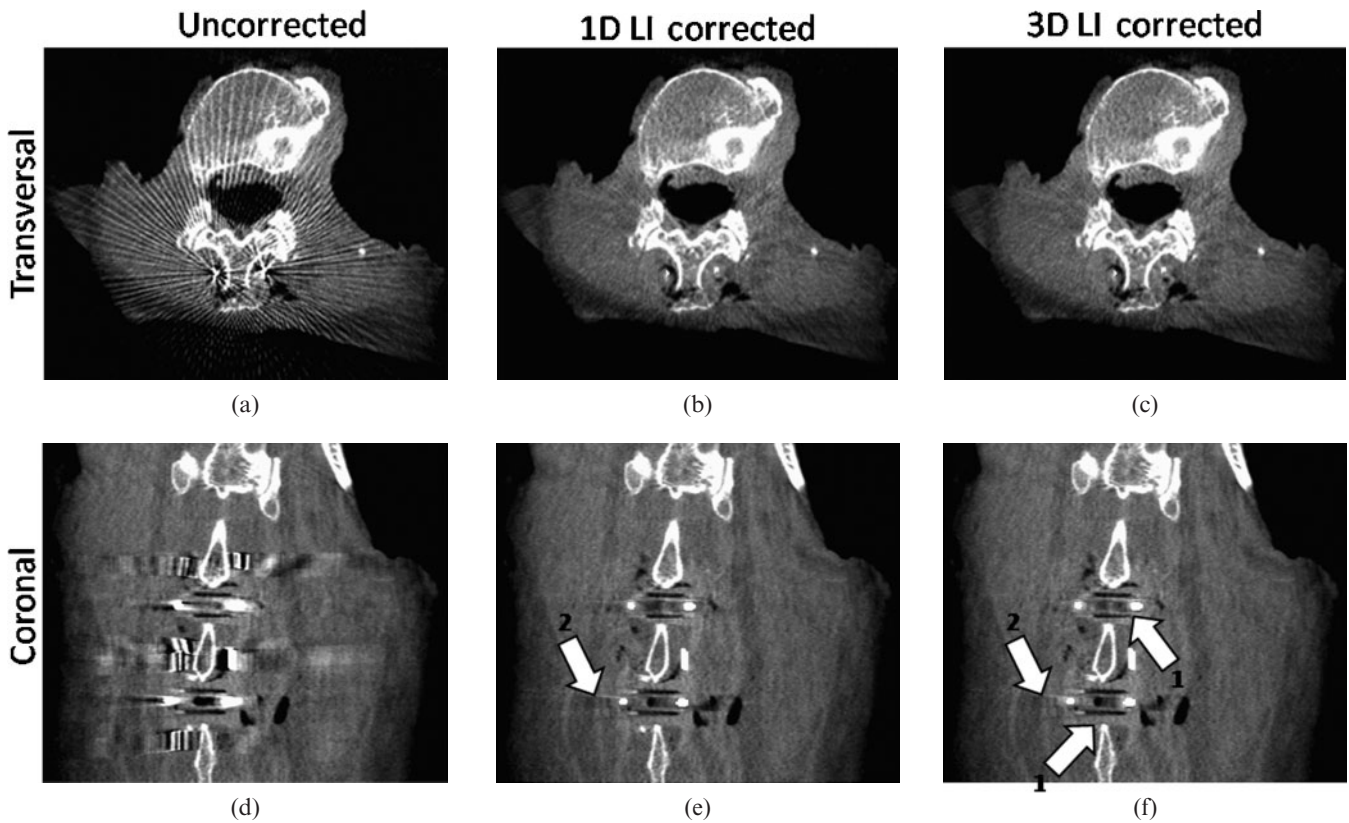 Uncorrected
1D LI corrected
3D LI corrected
Transversal
(a)
(b)
(c)
Coronal
2
2
1
1
(d)
(e)
(f)